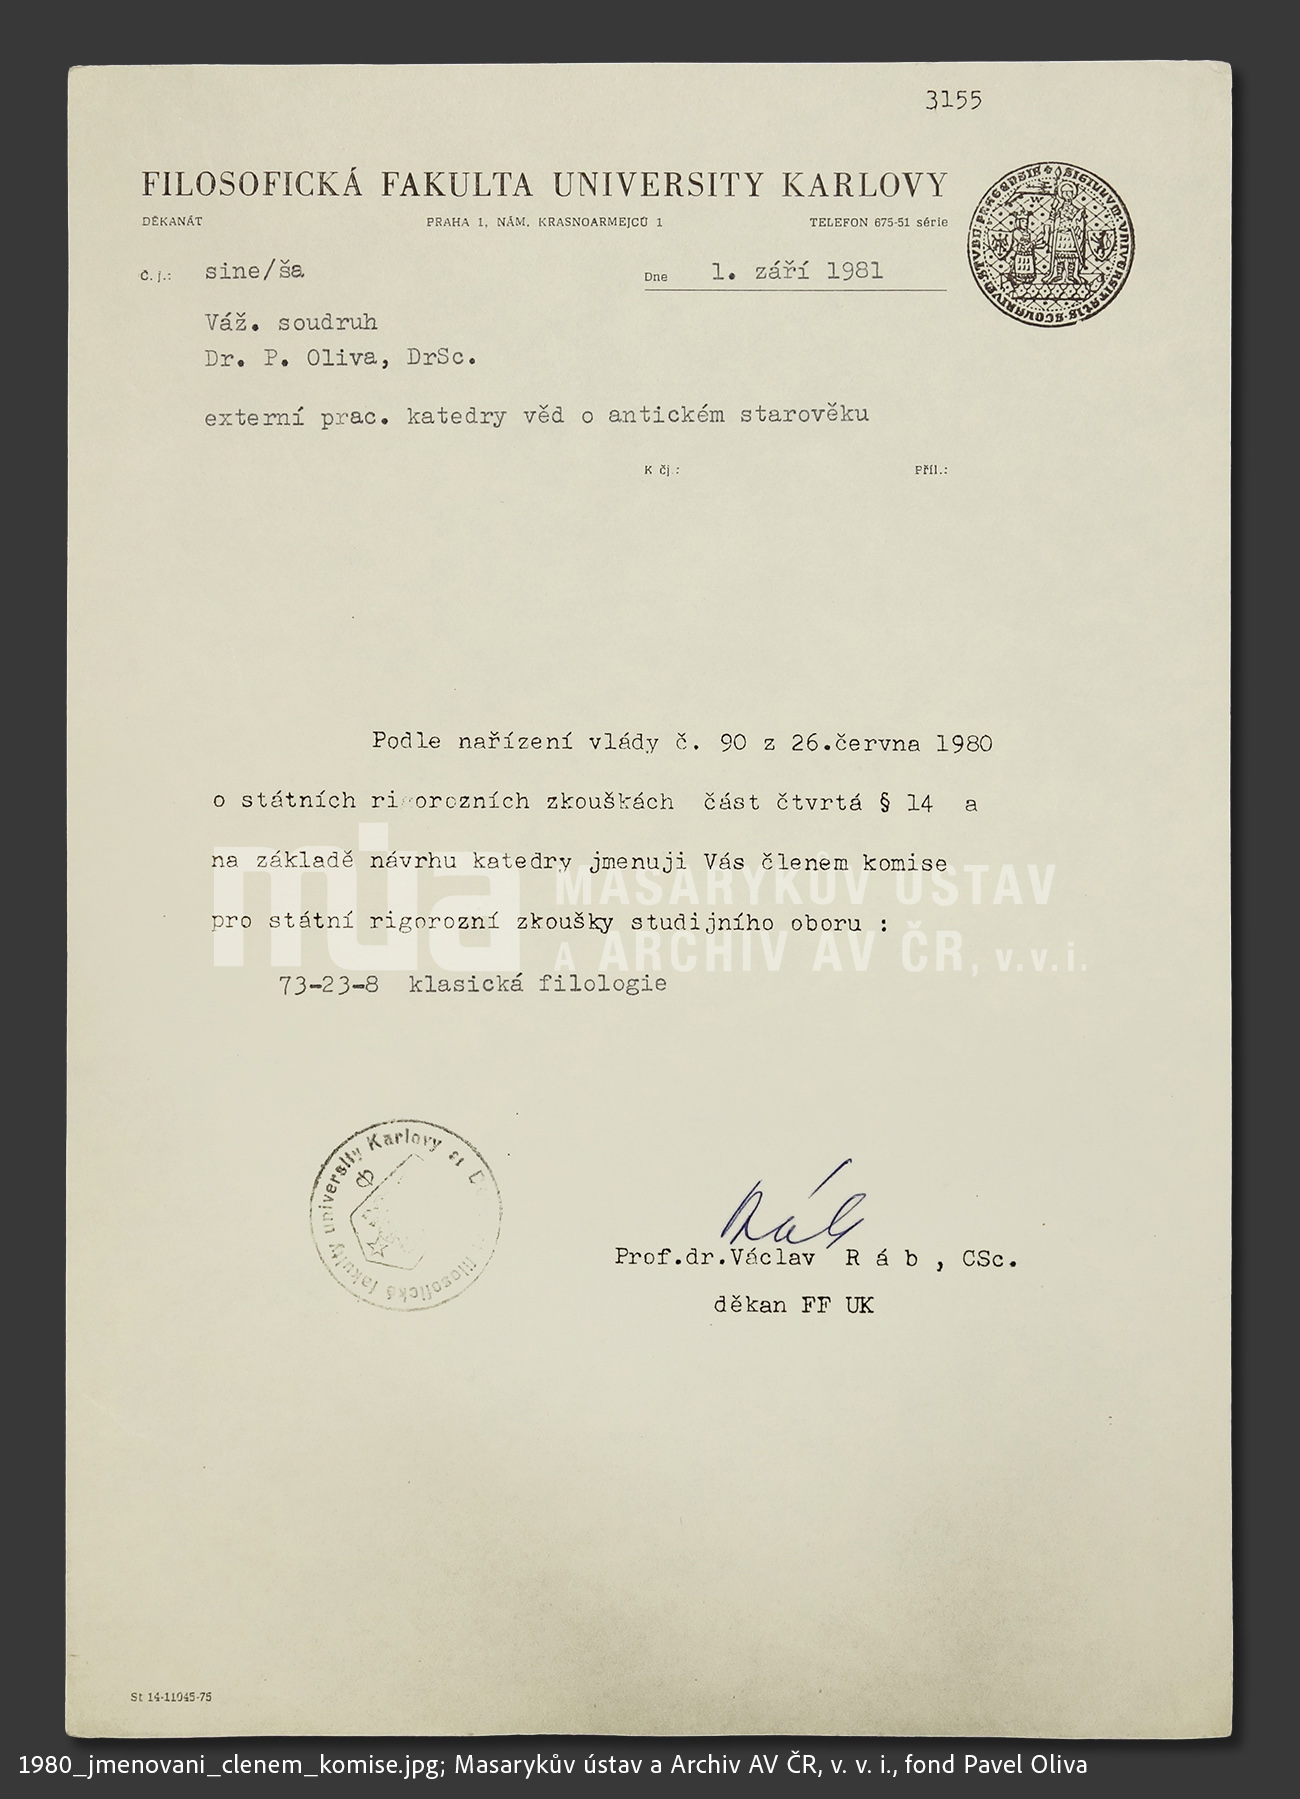 3155
FILOSOFICKÁ FAKULTA UNIVERSITY KARLOVY
DĚKANÁT PRAHA 1, NÁM. KRASNOARMEJCŮ 1 TELEFON 675-51 série
Č. j.: sine/ša Dne 1. září 1981
Váž. soudruh
Dr. P. Oliva, DrSc.
externí prac. katedry věd o antickém starověku
K čj.: Příl.:
Podle nařízení vlády č. 90 z 26.června 1980
o státních rigorozních zkouškách část čtvrtá § 14 a
na základě návrhu katedry jmenuji Vás členem komise
pro státní rigorozní zkoušky studijního oboru :
73-23-8 klasická filologie
múa MASARYKŮV ÚSTAV
A ARCHIV AV ČR, v.v.i.
filosofické fakulty university Karlovy
Ráb
Prof.dr.Václav R á b , CSc.
děkan FF UK
St 14-11045-75
1980_jmenovani_clenem_komise.jpg; Masarykův ústav a Archiv AV ČR, v. v. i., fond Pavel Oliva